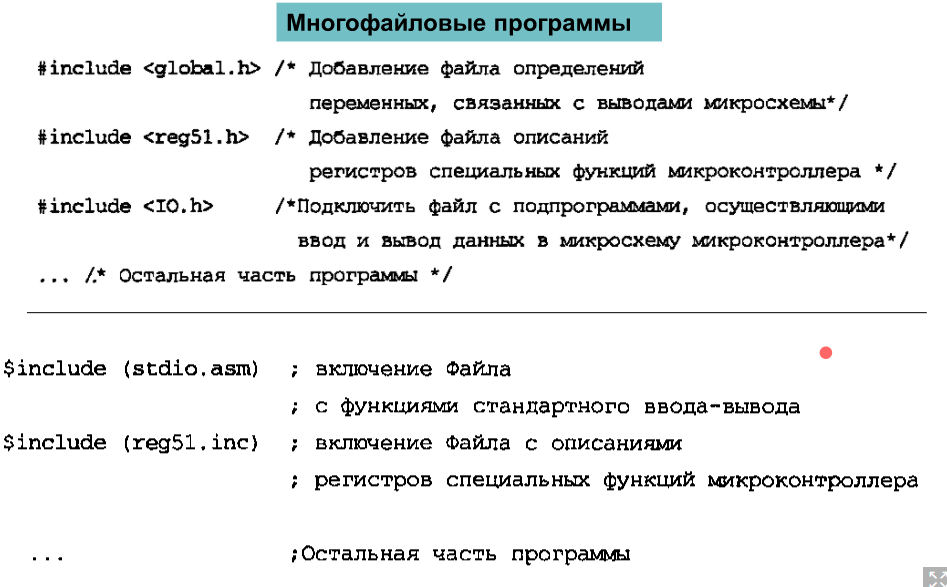 Многофайловые программы
#include <global.h> /* Добавление файла определений
переменных, связанных с выводами микросхемы*/
#include <reg51.h> /* Добавление файла описаний
регистров специальных функций микроконтроллера */
#include <IO.h> /*Подключить файл с подпрограммами, осуществляющими
ввод и вывод данных в микросхему микроконтроллера*/
... /.* Остальная часть программы */
$include (stdio.asm) ; включение Файла
; с функциями стандартного ввода-вывода
$include (reg51.inc) ; включение Файла с описаниями
; регистров специальных функций микроконтроллера
... ;Остальная часть программы